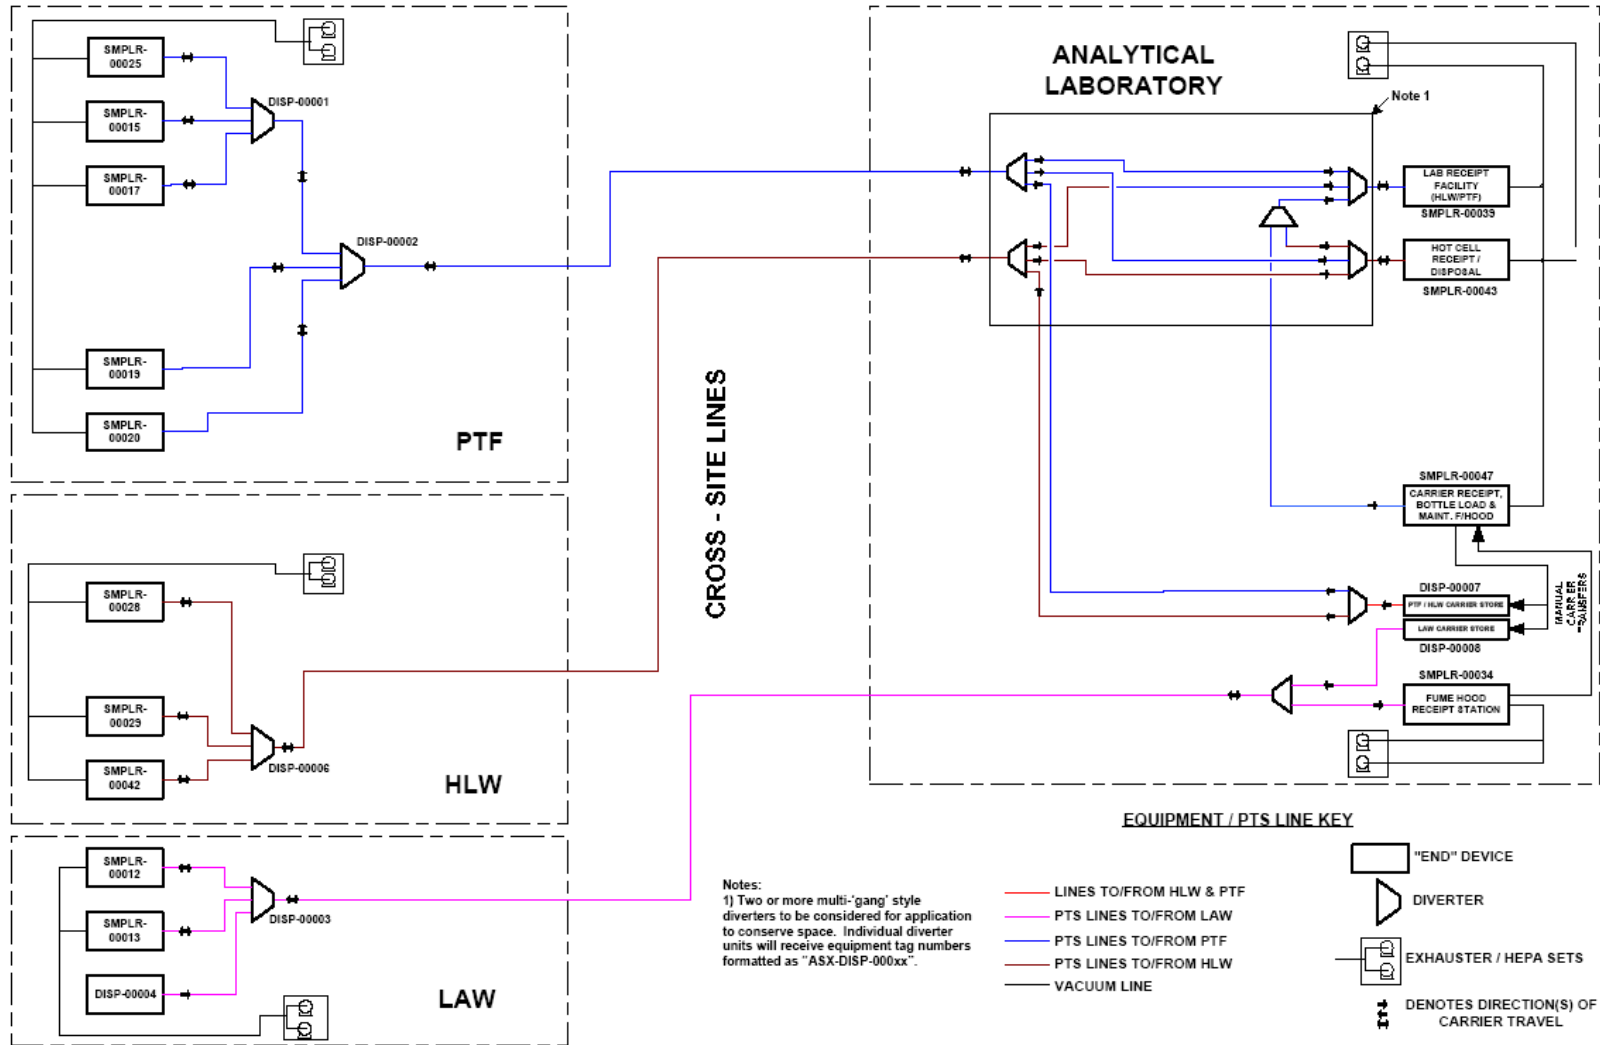 SMPLR-
00025
SMPLR-
00015
SMPLR-
00017
DISP-00001
DISP-00002
SMPLR-
00019
SMPLR-
00020
PTF
SMPLR-
00028
SMPLR-
00029
SMPLR-
00042
DISP-00006
HLW
SMPLR-
00012
SMPLR-
00013
DISP-00004
DISP-00003
LAW
CROSS - SITE LINES
ANALYTICAL
LABORATORY
Note 1
LAB RECEIPT
FACILITY
(HLW/PTF)
SMPLR-00039
HOT CELL
RECEIPT /
DISPOSAL
SMPLR-00043
SMPLR-00047
CARRIER RECEIPT,
BOTTLE LOAD &
MAINT. F/HOOD
DISP-00007
PTF / HLW CARRIER STORE
LAW CARRIER STORE
DISP-00008
MANUAL
CARRIER
TRANSFERS
SMPLR-00034
FUME HOOD
RECEIPT STATION
Notes:
1) Two or more multi-'gang' style
diverters to be considered for application
to conserve space. Individual diverter
units will receive equipment tag numbers
formatted as "ASX-DISP-000xx".
EQUIPMENT / PTS LINE KEY
LINES TO/FROM HLW & PTF
PTS LINES TO/FROM LAW
PTS LINES TO/FROM PTF
PTS LINES TO/FROM HLW
VACUUM LINE
"END" DEVICE
DIVERTER
EXHAUSTER / HEPA SETS
DENOTES DIRECTION(S) OF
CARRIER TRAVEL